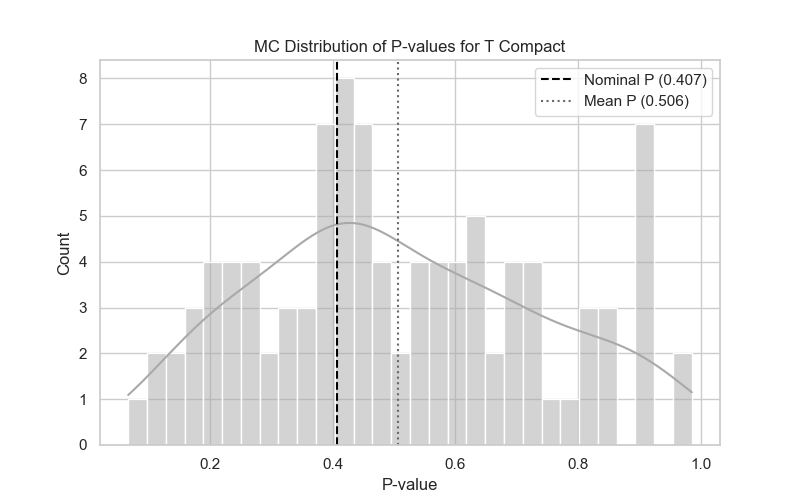 MC Distribution of P-values for T Compact
Nominal P (0.407)
Mean P (0.506)
Count
8
7
6
5
4
3
2
1
0
0.2 0.4 0.6 0.8 1.0
P-value